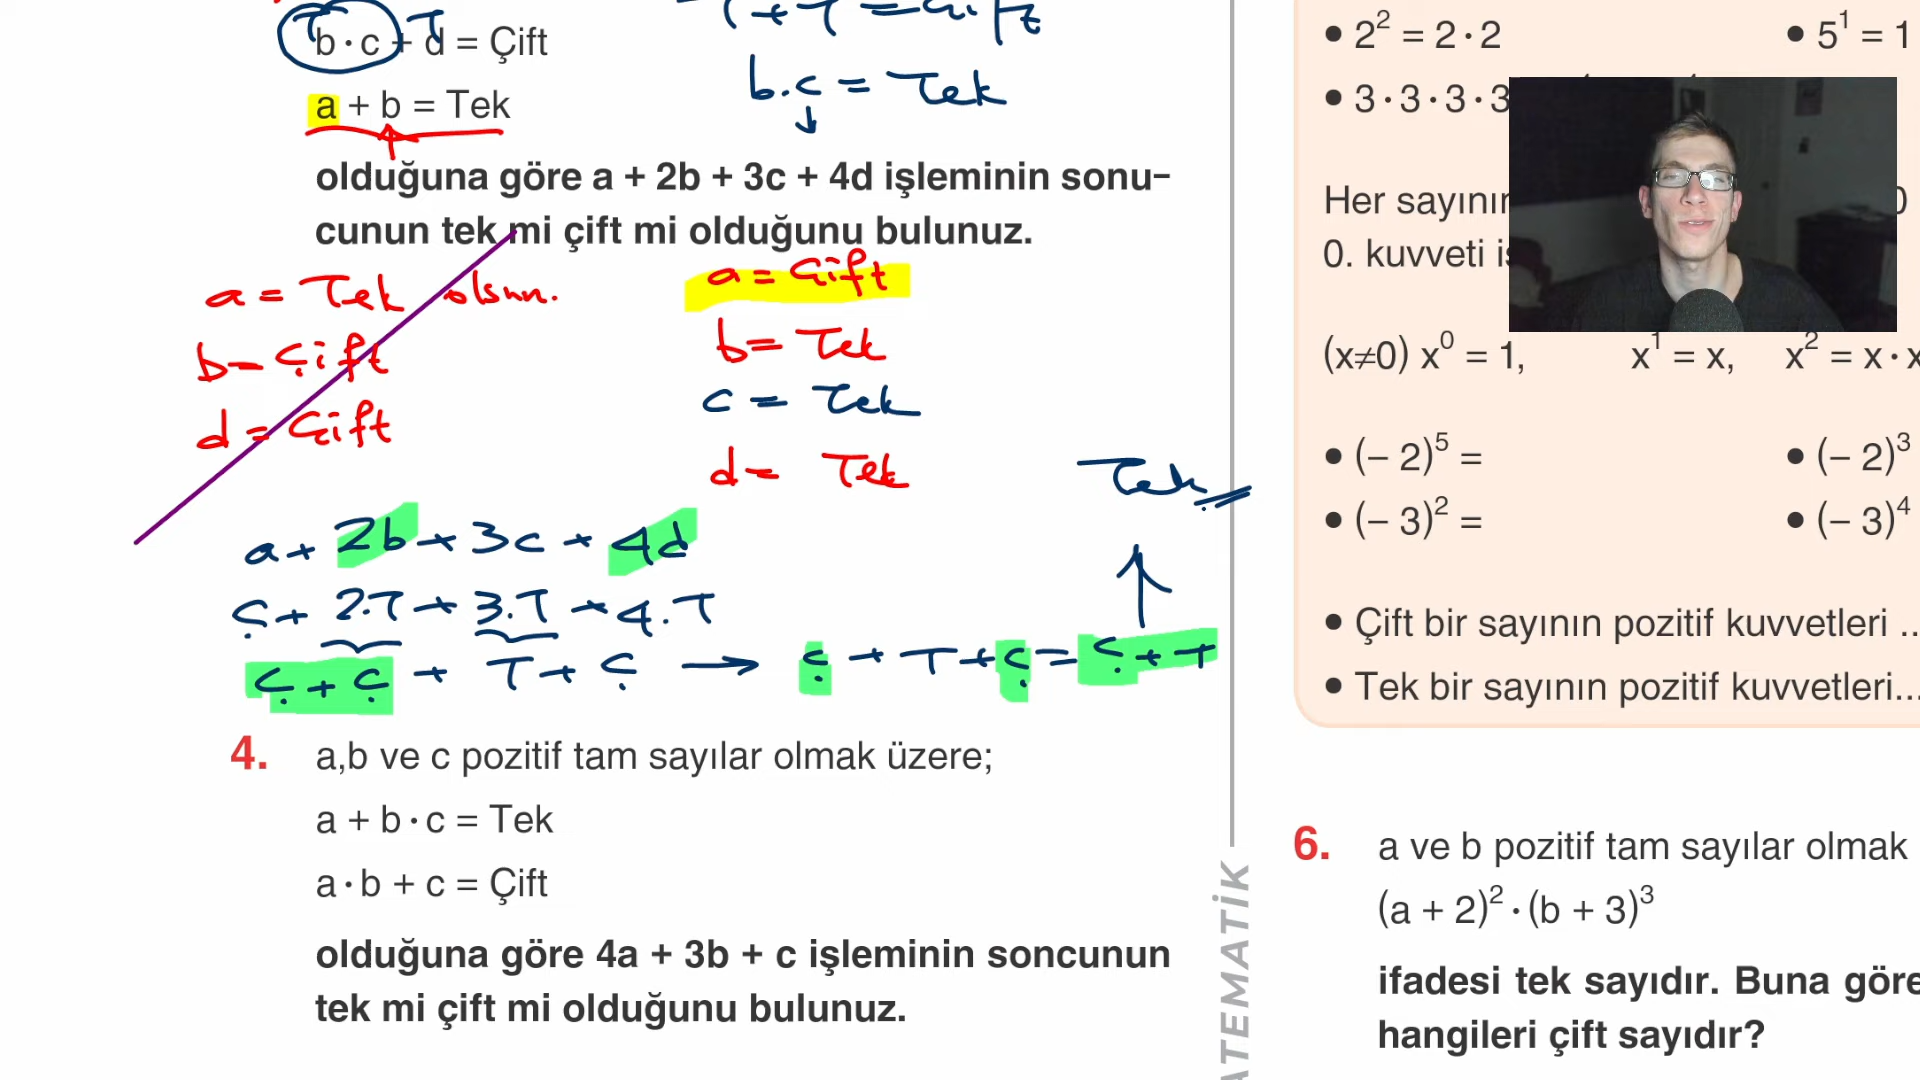 T T
b·c + d = Çift
a + b = Tek
T + T = Çift
b.c = Tek
olduğuna göre a + 2b + 3c + 4d işleminin sonu-
cunun tek mi çift mi olduğunu bulunuz.
a = Tek olsun.
b = Çift
d = Çift
a = Çift
b = Tek
c = Tek
d = Tek
a + 2b + 3c + 4d
Ç + 2.T + 3.T + 4.T
Ç + Ç + T + Ç → Ç + T + Ç = Ç + T
↑
Tek
4. a,b ve c pozitif tam sayılar olmak üzere;
a + b·c = Tek
a·b + c = Çift
olduğuna göre 4a + 3b + c işleminin soncunun
tek mi çift mi olduğunu bulunuz.
ATEMATİK
• 2² = 2·2 • 5¹ = 1
• 3·3·3·3
Her sayının
0. kuvveti
(x≠0) x⁰ = 1, x¹ = x, x² = x·x
• (– 2)⁵ = • (– 2)³
• (– 3)² = • (– 3)⁴
• Çift bir sayının pozitif kuvvetleri ..
• Tek bir sayının pozitif kuvvetleri...
6. a ve b pozitif tam sayılar olmak
(a + 2)²·(b + 3)³
ifadesi tek sayıdır. Buna göre
hangileri çift sayıdır?